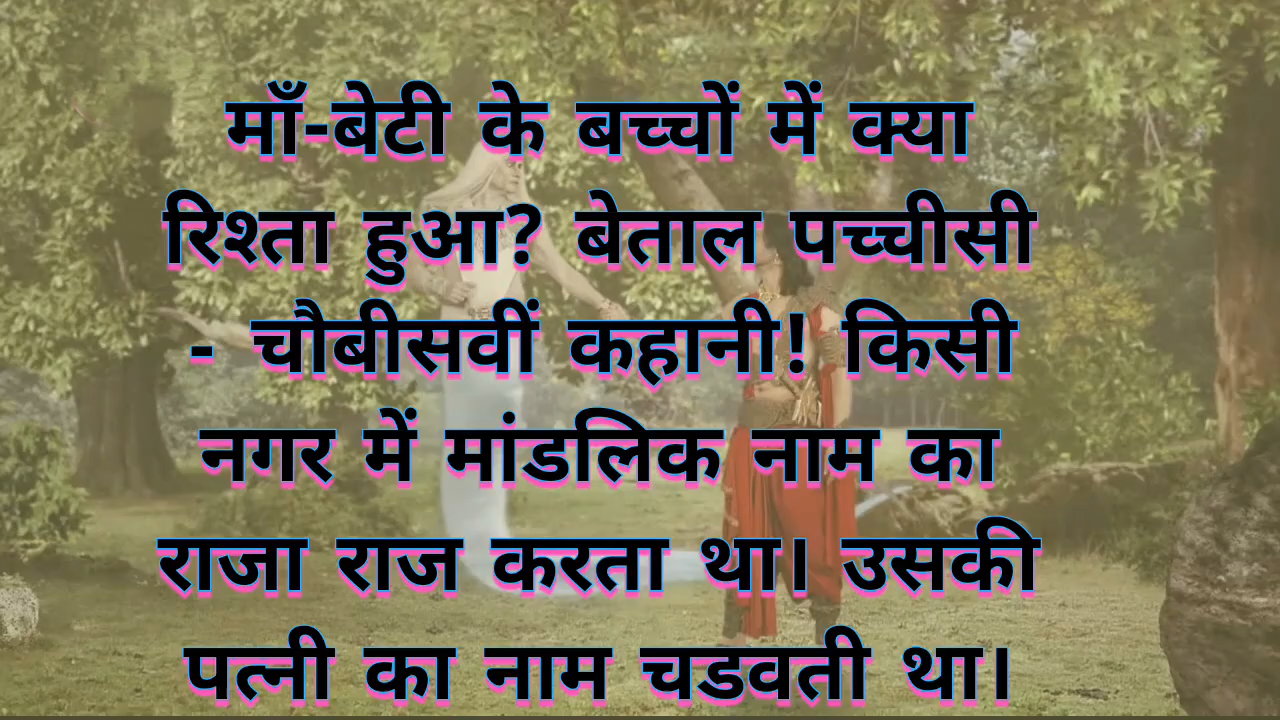 माँ-बेटी के बच्चों में क्या
रिश्ता हुआ? बेताल पच्चीसी
- चौबीसवीं कहानी! किसी
नगर में मांडलिक नाम का
राजा राज करता था। उसकी
पत्नी का नाम चडवती था।